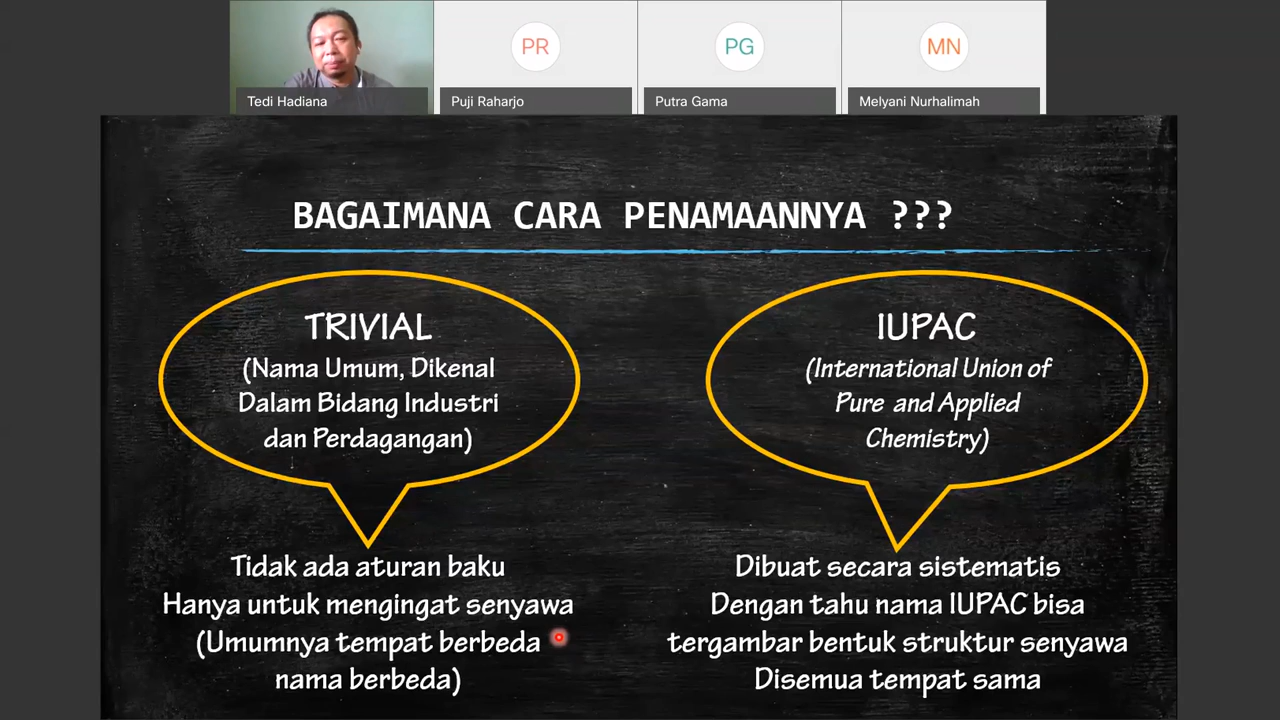 PR
PG
MN
Tedi Hadiana
Puji Raharjo
Putra Gama
Melyani Nurhalimah
BAGAIMANA CARA PENAMAANNYA ???
TRIVIAL
(Nama Umum, Dikenal
Dalam Bidang Industri
dan Perdagangan)
Tidak ada aturan baku
Hanya untuk mengingat senyawa
(Umumnya tempat berbeda
nama berbeda)
IUPAC
(International Union of
Pure and Applied
Chemistry)
Dibuat secara sistematis
Dengan tahu nama IUPAC bisa
tergambar bentuk struktur senyawa
Disemua tempat sama